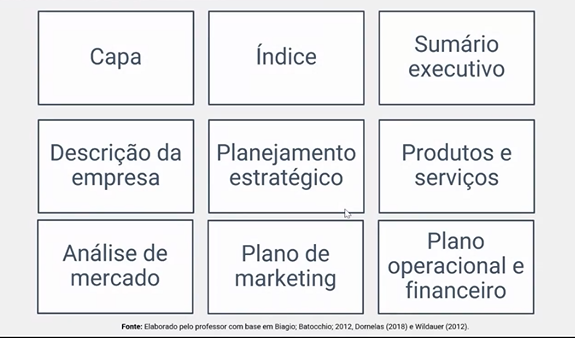 Capa
Índice
Sumário
executivo
Descrição da
empresa
Planejamento
estratégico
Produtos e
serviços
Análise de
mercado
Plano de
marketing
Plano
operacional e
financeiro
Fonte: Elaborado pelo professor com base em Biagio; Batocchio; 2012, Dornelas (2018) e Wildauer (2012).